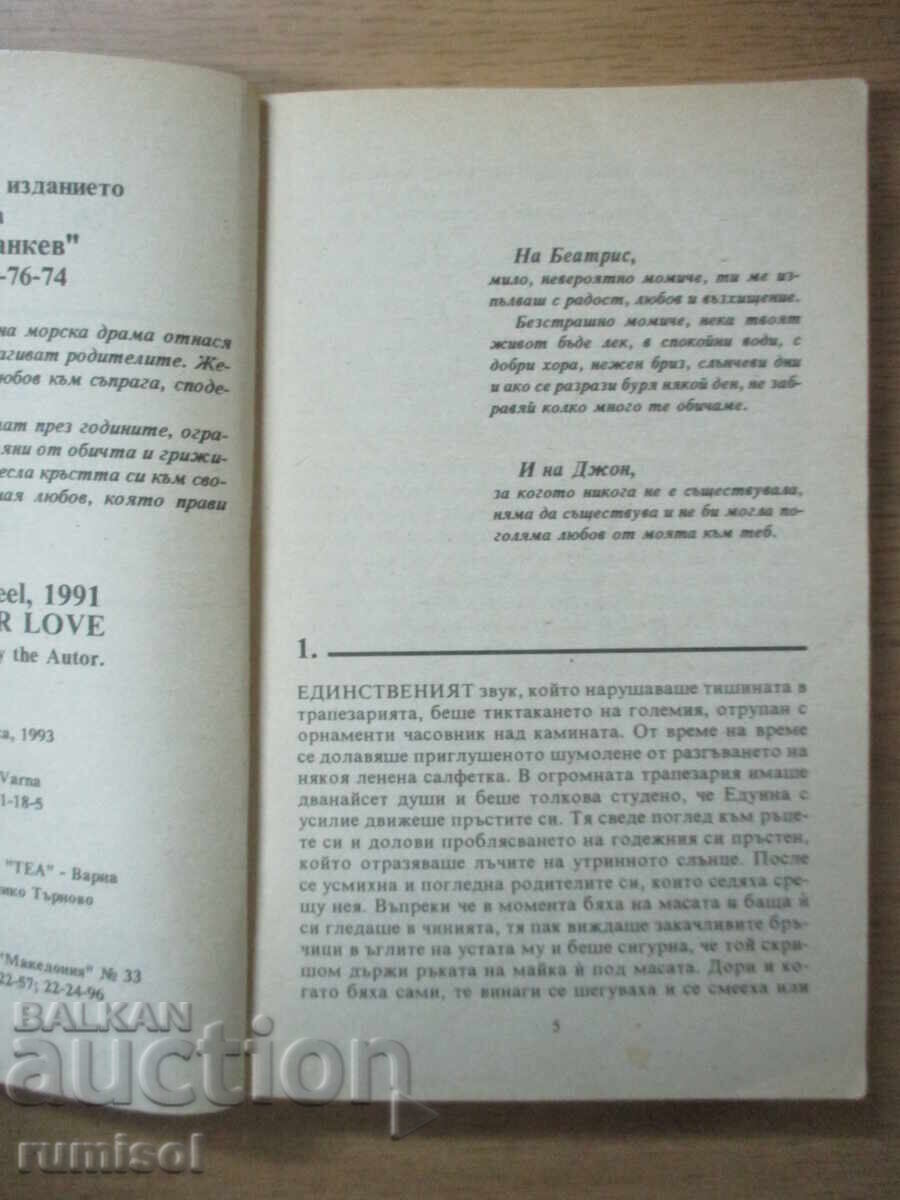 изданието
а
анкев"
-76-74
на морска драма отнася
агиват родителите. Же-
юбов към съпрага, споде-
ат през годините, огра-
яни от обичта и грижи-
есла кръстта си към сво-
ная любов, която прави
eel, 1991
R LOVE
y the Autor.
ка, 1993
Varna
1-18-5
"ТЕА" - Варна
ико Търново
"Македония" № 33
22-57; 22-24-96
На Беатрис,
мило, невероятно момиче, ти ме из-
пълваш с радост, любов и възхищение.
Безстрашно момиче, нека твоят
живот бъде лек, в спокойни води, с
добри хора, нежен бриз, слънчеви дни
и ако се разрази буря някой ден, не заб-
равяй колко много те обичаме.
И на Джон,
за когото никога не е съществувала,
няма да съществува и не би могла по-
голяма любов от моята към теб.
1.
ЕДИНСТВЕНИЯТ звук, който нарушаваше тишината в
трапезарията, беше тиктакането на големия, отрупан с
орнаменти часовник над камината. От време на време
се долавяше приглушеното шумолене от разгъването на
някоя ленена салфетка. В огромната трапезария имаше
дванайсет души и беше толкова студено, че Едуина с
усилие движеше пръстите си. Тя сведе поглед към ръце-
те си и долови проблясването на годежния си пръстен,
който отразяваше лъчите на утринното слънце. После
се усмихна и погледна родителите си, които седяха сре-
щу нея. Въпреки че в момента бяха на масата и баща ѝ
си гледаше в чинията, тя пак виждаше закачливите бръ-
чици в ъглите на устата му и беше сигурна, че той скри-
шом държи ръката на майка ѝ под масата. Дори и ко-
гато бяха сами, те винаги се шегуваха и се смееха или
5
BALKAN
auction
rumisol